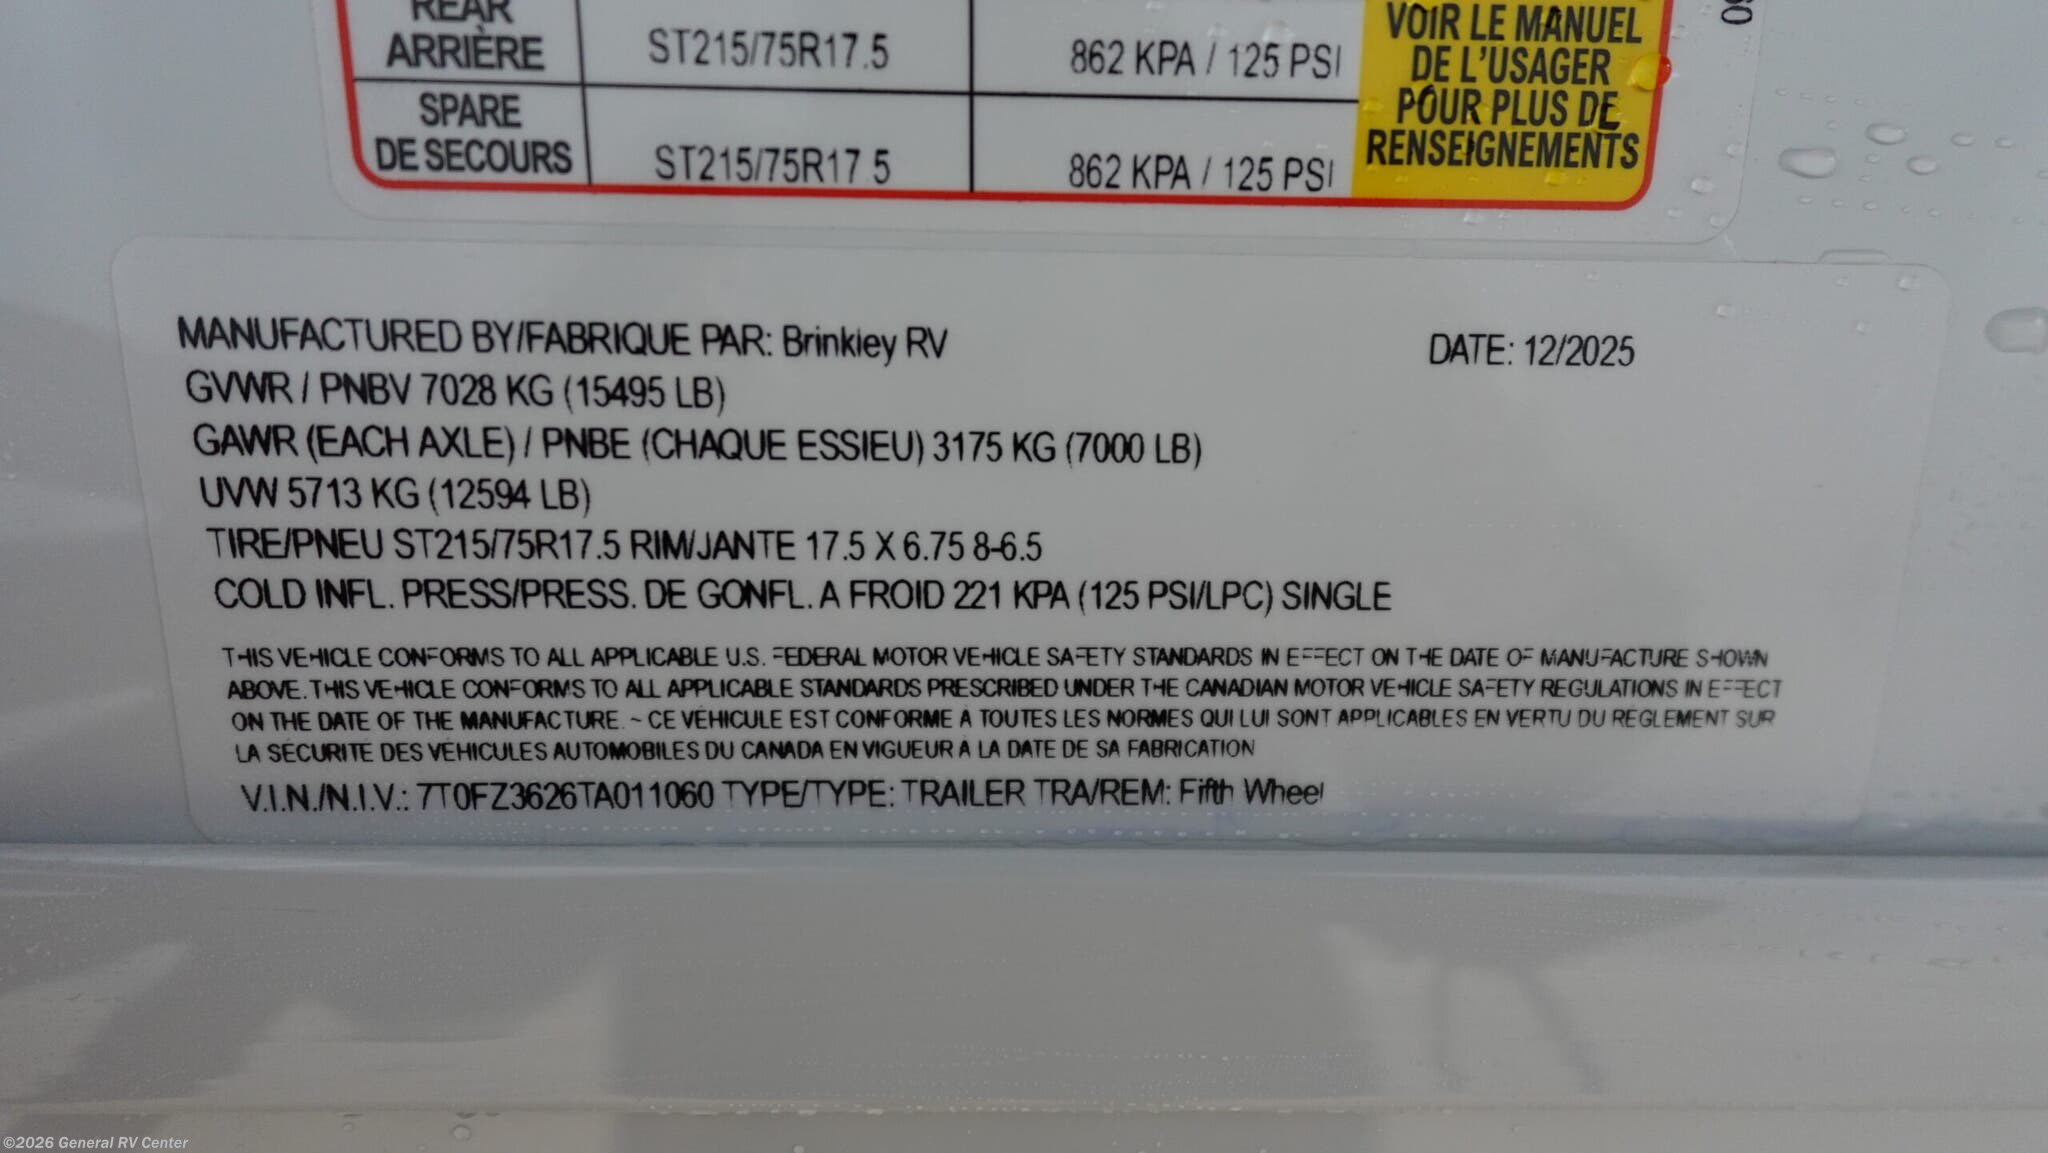 REAR
ARRIÈRE
ST215/75R17.5
862 KPA / 125 PSI
SPARE
DE SECOURS
ST215/75R17 5
862 KPA / 125 PSI
VOIR LE MANUEL
DE L'USAGER
POUR PLUS DE
RENSEIGNEMENTS
MANUFACTURED BY/FABRIQUE PAR: Brinkley RV
DATE: 12/2025
GVWR / PNBV 7028 KG (15495 LB)
GAWR (EACH AXLE) / PNBE (CHAQUE ESSIEU) 3175 KG (7000 LB)
UVW 5713 KG (12594 LB)
TIRE/PNEU ST215/75R17.5 RIM/JANTE 17.5 X 6.75 8-6.5
COLD INFL. PRESS/PRESS. DE GONFL. A FROID 221 KPA (125 PSI/LPC) SINGLE
THIS VEHICLE CONFORMS TO ALL APPLICABLE U.S. FEDERAL MOTOR VEHICLE SAFETY STANDARDS IN EFFECT ON THE DATE OF MANUFACTURE SHOWN
ABOVE. THIS VEHICLE CONFORMS TO ALL APPLICABLE STANDARDS PRESCRIBED UNDER THE CANADIAN MOTOR VEHICLE SAFETY REGULATIONS IN EFFECT
ON THE DATE OF THE MANUFACTURE. ~ CE VÉHICULE EST CONFORME À TOUTES LES NORMES QUI LUI SONT APPLICABLES EN VERTU DU RÈGLEMENT SUR
LA SÉCURITÉ DES VÉHICULES AUTOMOBILES DU CANADA EN VIGUEUR À LA DATE DE SA FABRICATION
V.I.N./N.I.V.: 7T0FZ3626TA011060 TYPE/TYPE: TRAILER TRA/REM: Fifth Wheel
©2026 General RV Center